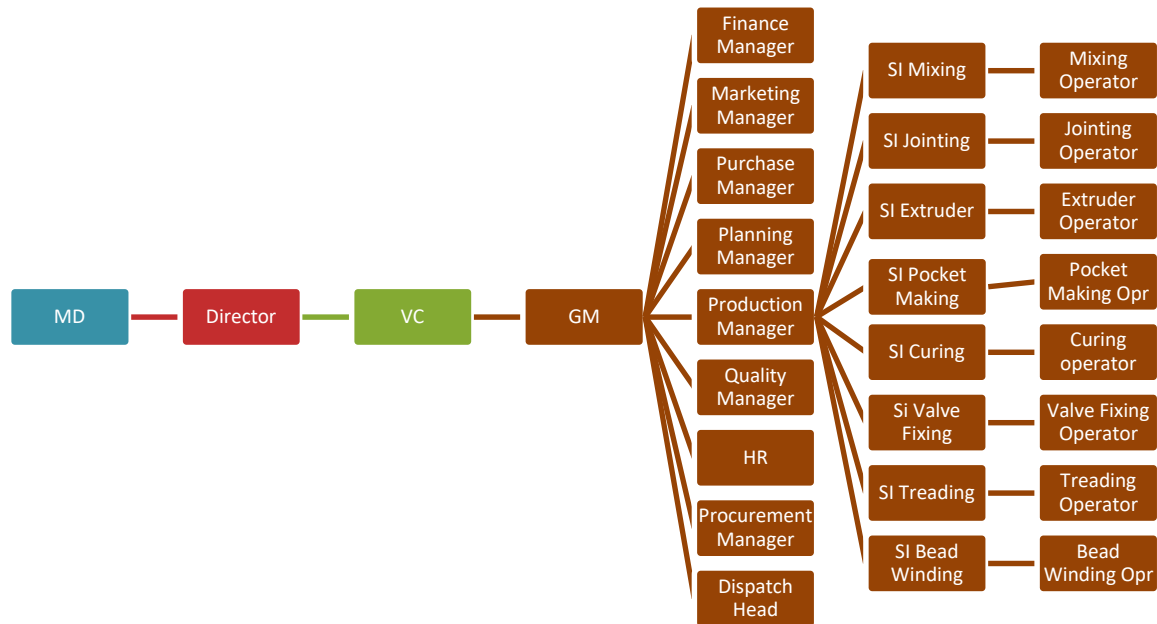 MD
Director
VC
GM
Finance
Manager
Marketing
Manager
Purchase
Manager
Planning
Manager
Production
Manager
Quality
Manager
HR
Procurement
Manager
Dispatch
Head
SI Mixing
SI Jointing
SI Extruder
SI Pocket
Making
SI Curing
Si Valve
Fixing
SI Treading
SI Bead
Winding
Mixing
Operator
Jointing
Operator
Extruder
Operator
Pocket
Making Opr
Curing
operator
Valve Fixing
Operator
Treading
Operator
Bead
Winding Opr